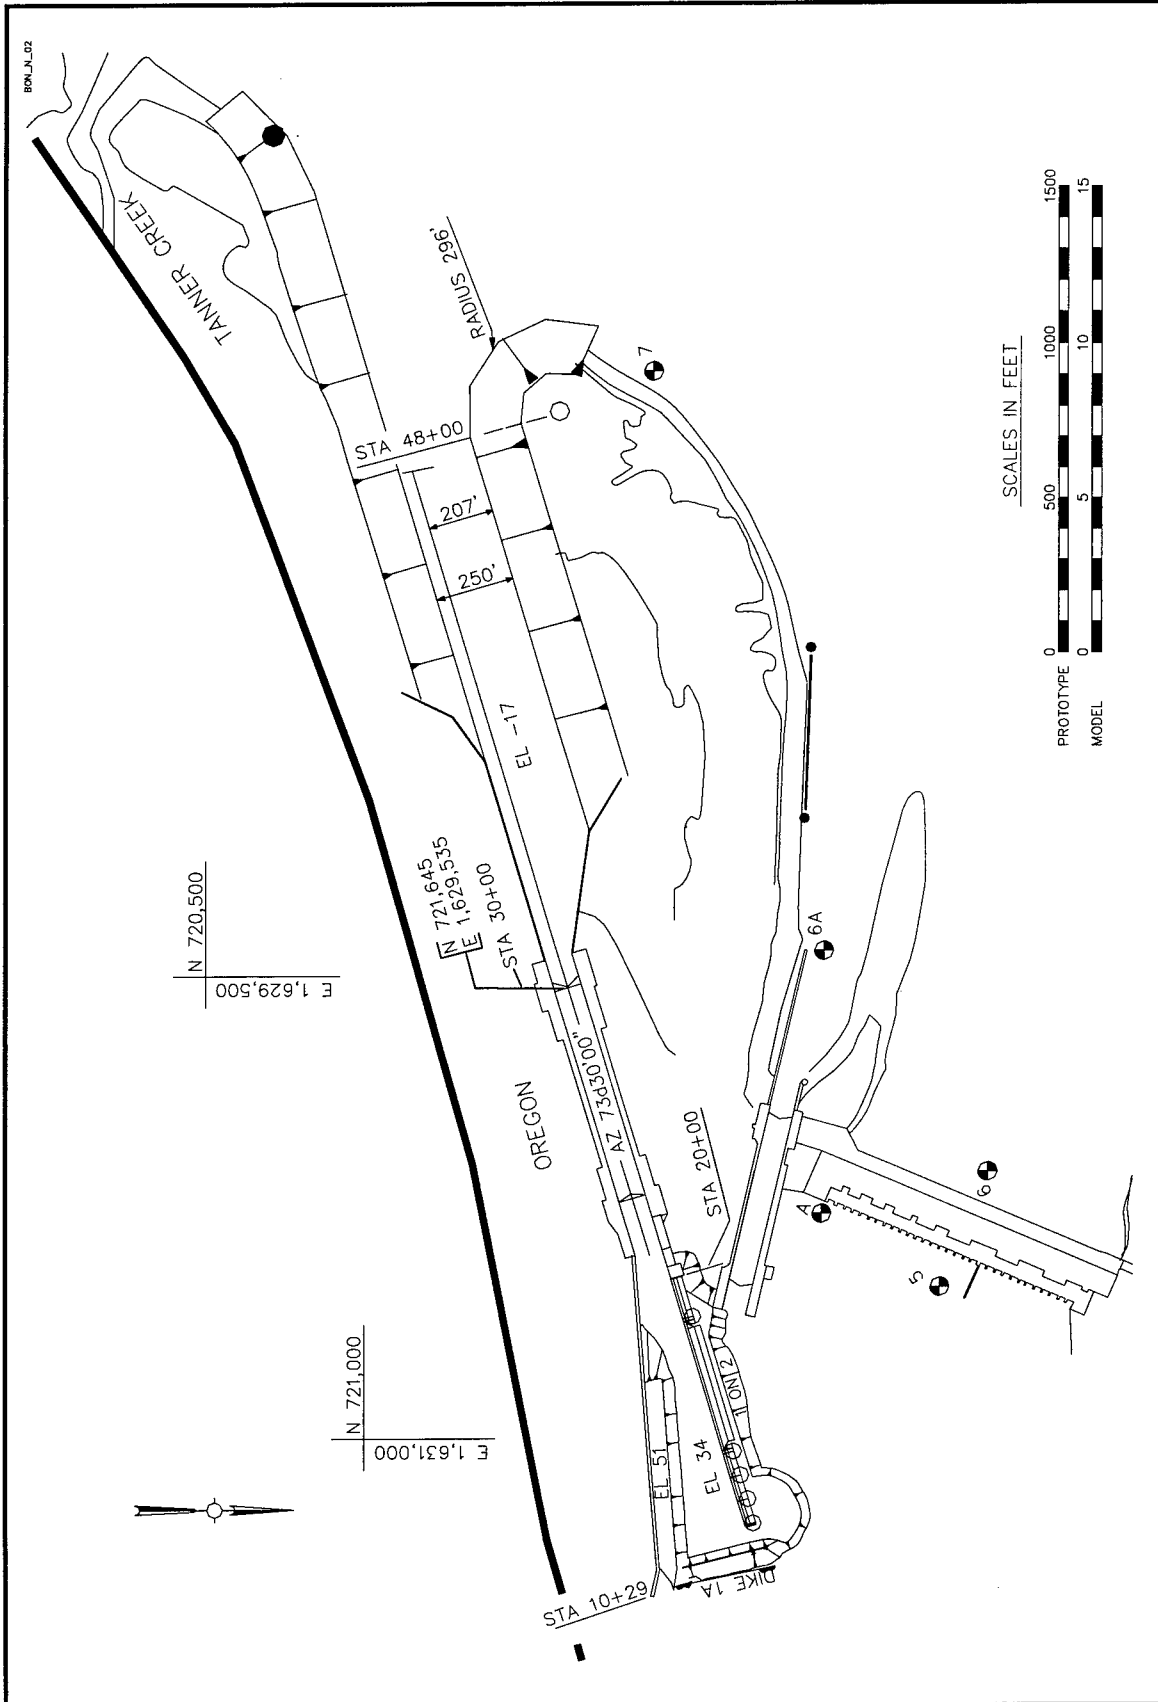 BON_N_02
TANNER CREEK
RADIUS 296'
7
STA 48+00
207'
250'
EL -17
SCALES IN FEET
PROTOTYPE 0 500 1000 1500
MODEL 0 5 10 15
N 720,500
E 1,629,500
N 721,645
E 1,629,535
STA 30+00
6A
OREGON
AZ 73d30'00"
STA 20+00
A
6
5
N 721,000
E 1,631,000
1 ON 2
EL 51
EL 34
DIKE 1A
STA 10+29